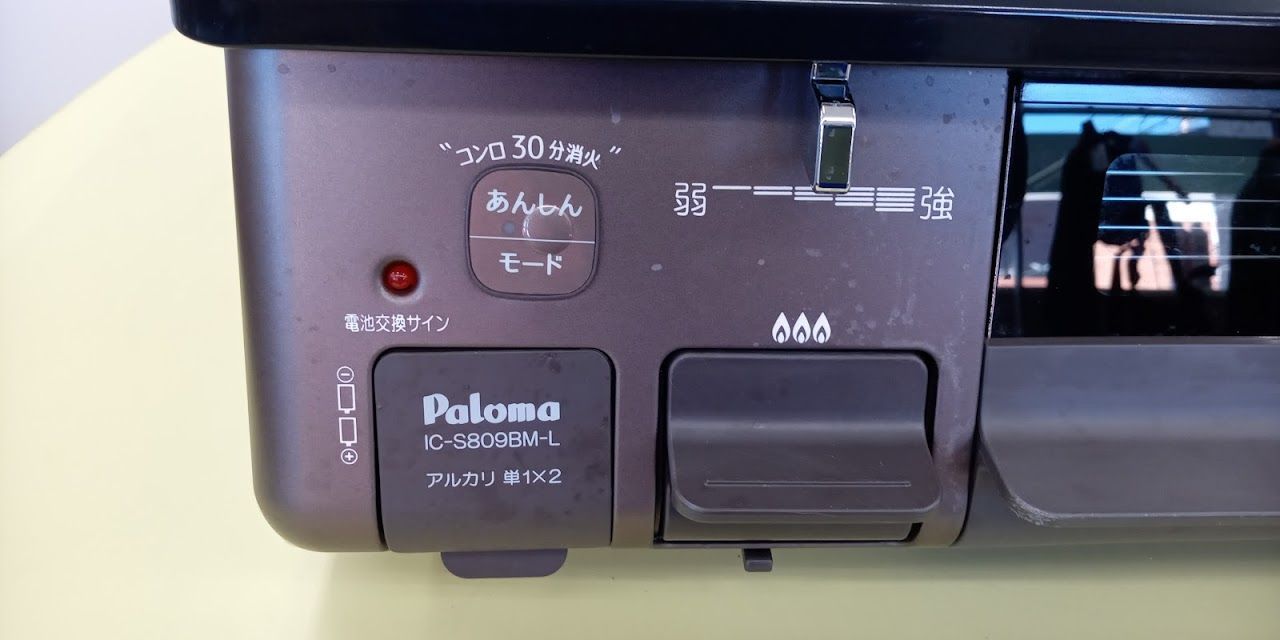 “コンロ30分消火”
あんしん
モード
弱 強
電池交換サイン
Paloma
IC-S809BM-L
アルカリ 単1×2